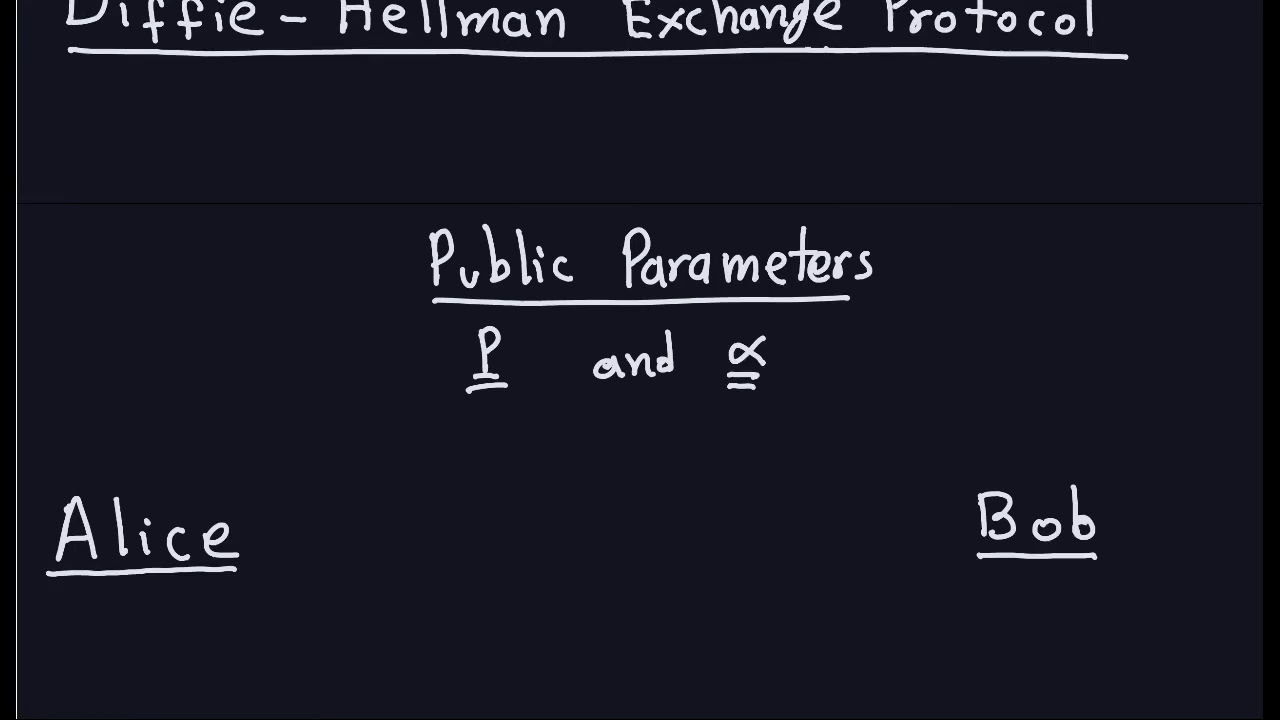 Diffie - Hellman Exchange Protocol
Public Parameters
P and α
Alice
Bob